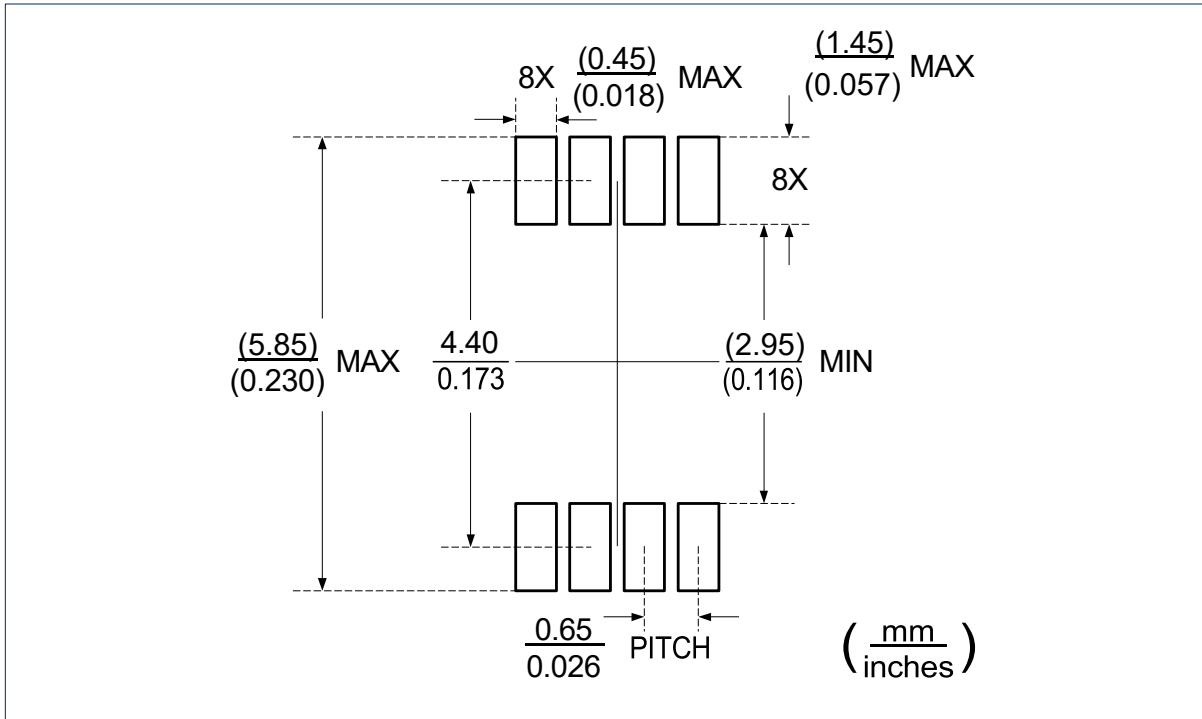 8X (0.45) MAX
(0.018)
(1.45) MAX
(0.057)
8X
(5.85) MAX
(0.230)
4.40
0.173
(2.95) MIN
(0.116)
0.65
0.026
PITCH
(mm
inches)